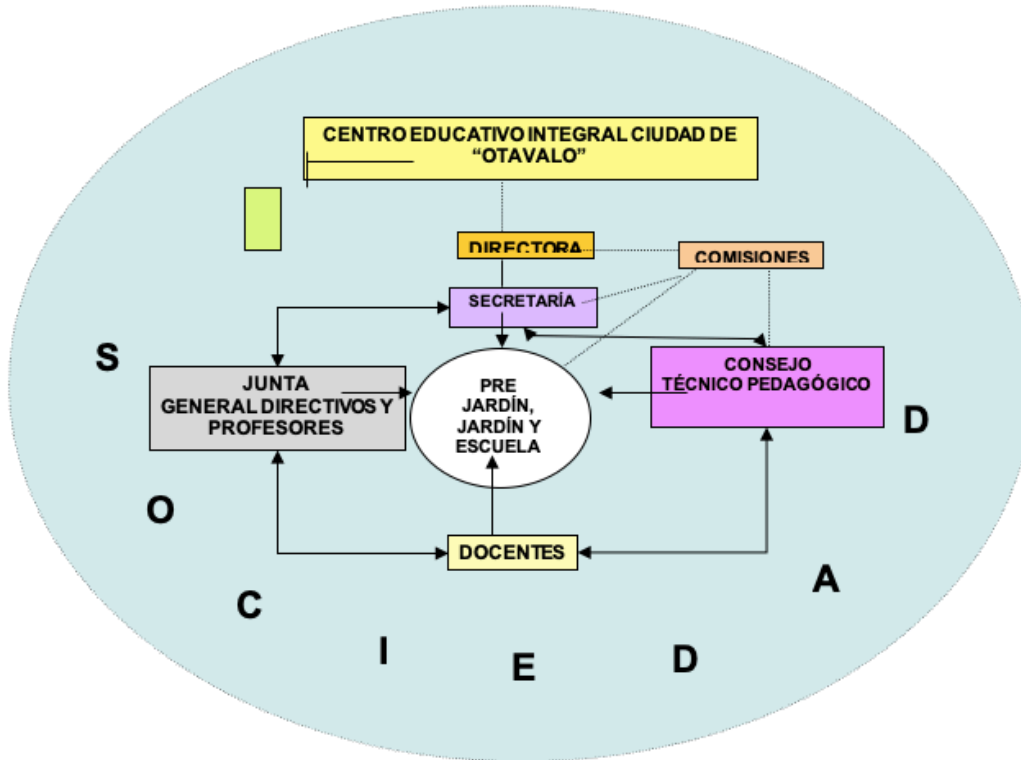 CENTRO EDUCATIVO INTEGRAL CIUDAD DE
“OTAVALO”
DIRECTORA
COMISIONES
SECRETARÍA
JUNTA
GENERAL DIRECTIVOS Y
PROFESORES
PRE
JARDÍN,
JARDÍN Y
ESCUELA
CONSEJO
TÉCNICO PEDAGÓGICO
DOCENTES
S
O
C
I
E
D
A
D